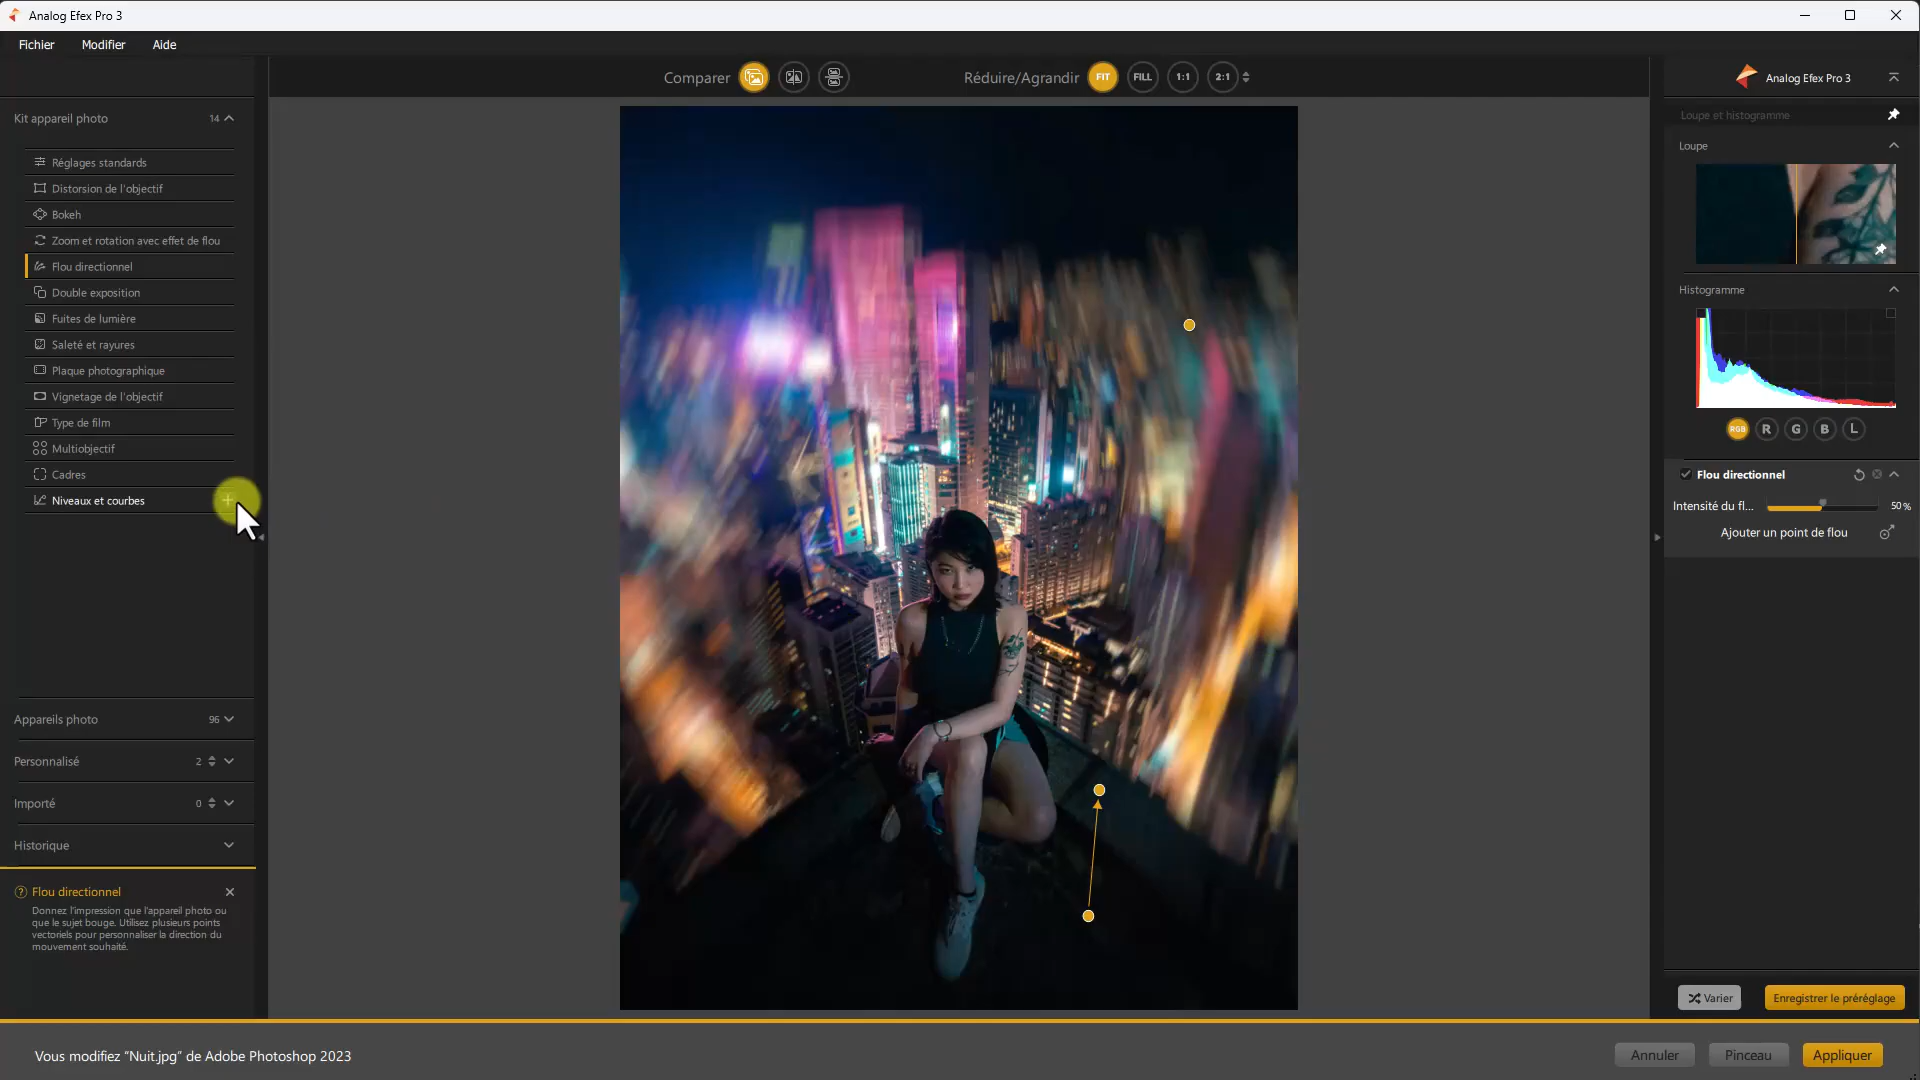 Analog Efex Pro 3
Fichier Modifier Aide
Comparer
Réduire/Agrandir FIT FILL 1:1 2:1
Analog Efex Pro 3
Kit appareil photo 14
Réglages standards
Distorsion de l'objectif
Bokeh
Zoom et rotation avec effet de flou
Flou directionnel
Double exposition
Fuites de lumière
Saleté et rayures
Plaque photographique
Vignetage de l'objectif
Type de film
Multiobjectif
Cadres
Niveaux et courbes
Appareils photo 96
Personnalisé 2
Importé 0
Historique
? Flou directionnel
Donnez l'impression que l'appareil photo ou
que le sujet bouge. Utilisez plusieurs points
vectoriels pour personnaliser la direction du
mouvement souhaité.
Loupe et histogramme
Loupe
Histogramme
RGB R G B L
Flou directionnel
Intensité du fl... 50 %
Ajouter un point de flou
Varier Enregistrer le préréglage
Vous modifiez "Nuit.jpg" de Adobe Photoshop 2023
Annuler Pinceau Appliquer